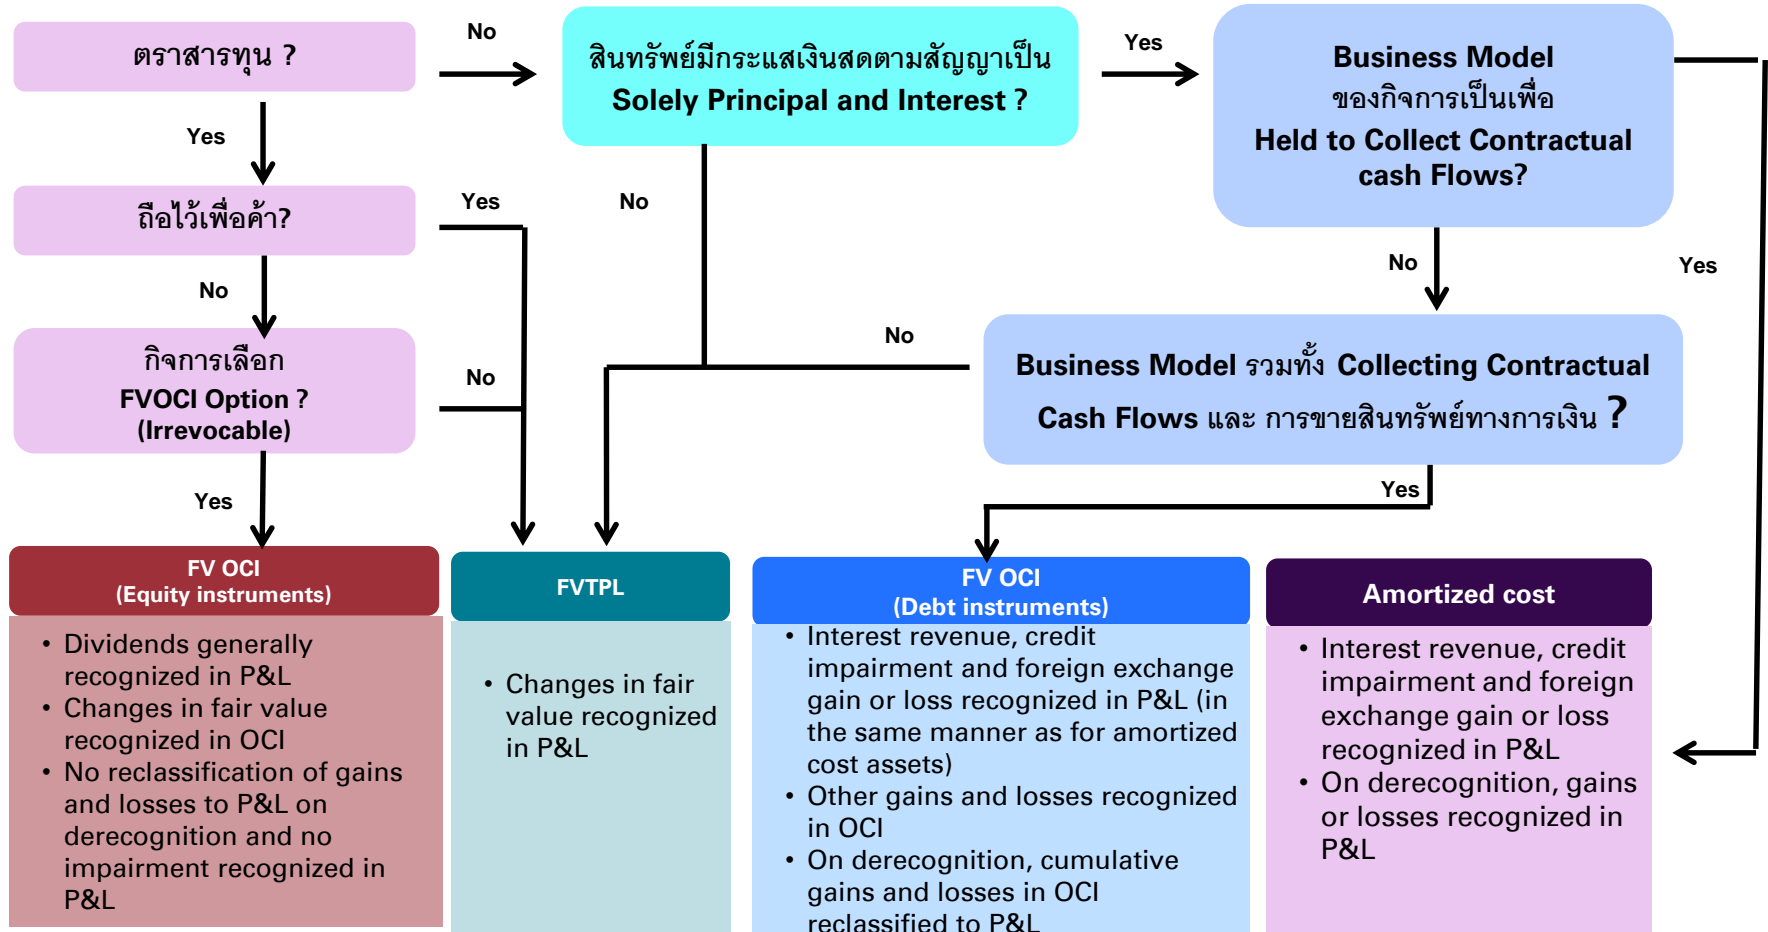 ตราสารทุน ?
No
สินทรัพย์มีกระแสเงินสดตามสัญญาเป็น
Solely Principal and Interest ?
Yes
Business Model
ของกิจการเป็นเพื่อ
Held to Collect Contractual
cash Flows?
Yes
ถือไว้เพื่อค้า?
Yes
No
No
Yes
No
กิจการเลือก
FVOCI Option ?
(Irrevocable)
No
No
Business Model รวมทั้ง Collecting Contractual
Cash Flows และ การขายสินทรัพย์ทางการเงิน ?
Yes
Yes
FV OCI
(Equity instruments)
• Dividends generally
recognized in P&L
• Changes in fair value
recognized in OCI
• No reclassification of gains
and losses to P&L on
derecognition and no
impairment recognized in
P&L
FVTPL
• Changes in fair
value recognized
in P&L
FV OCI
(Debt instruments)
• Interest revenue, credit
impairment and foreign exchange
gain or loss recognized in P&L (in
the same manner as for amortized
cost assets)
• Other gains and losses recognized
in OCI
• On derecognition, cumulative
gains and losses in OCI
reclassified to P&L
Amortized cost
• Interest revenue, credit
impairment and foreign
exchange gain or loss
recognized in P&L
• On derecognition, gains
or losses recognized in
P&L